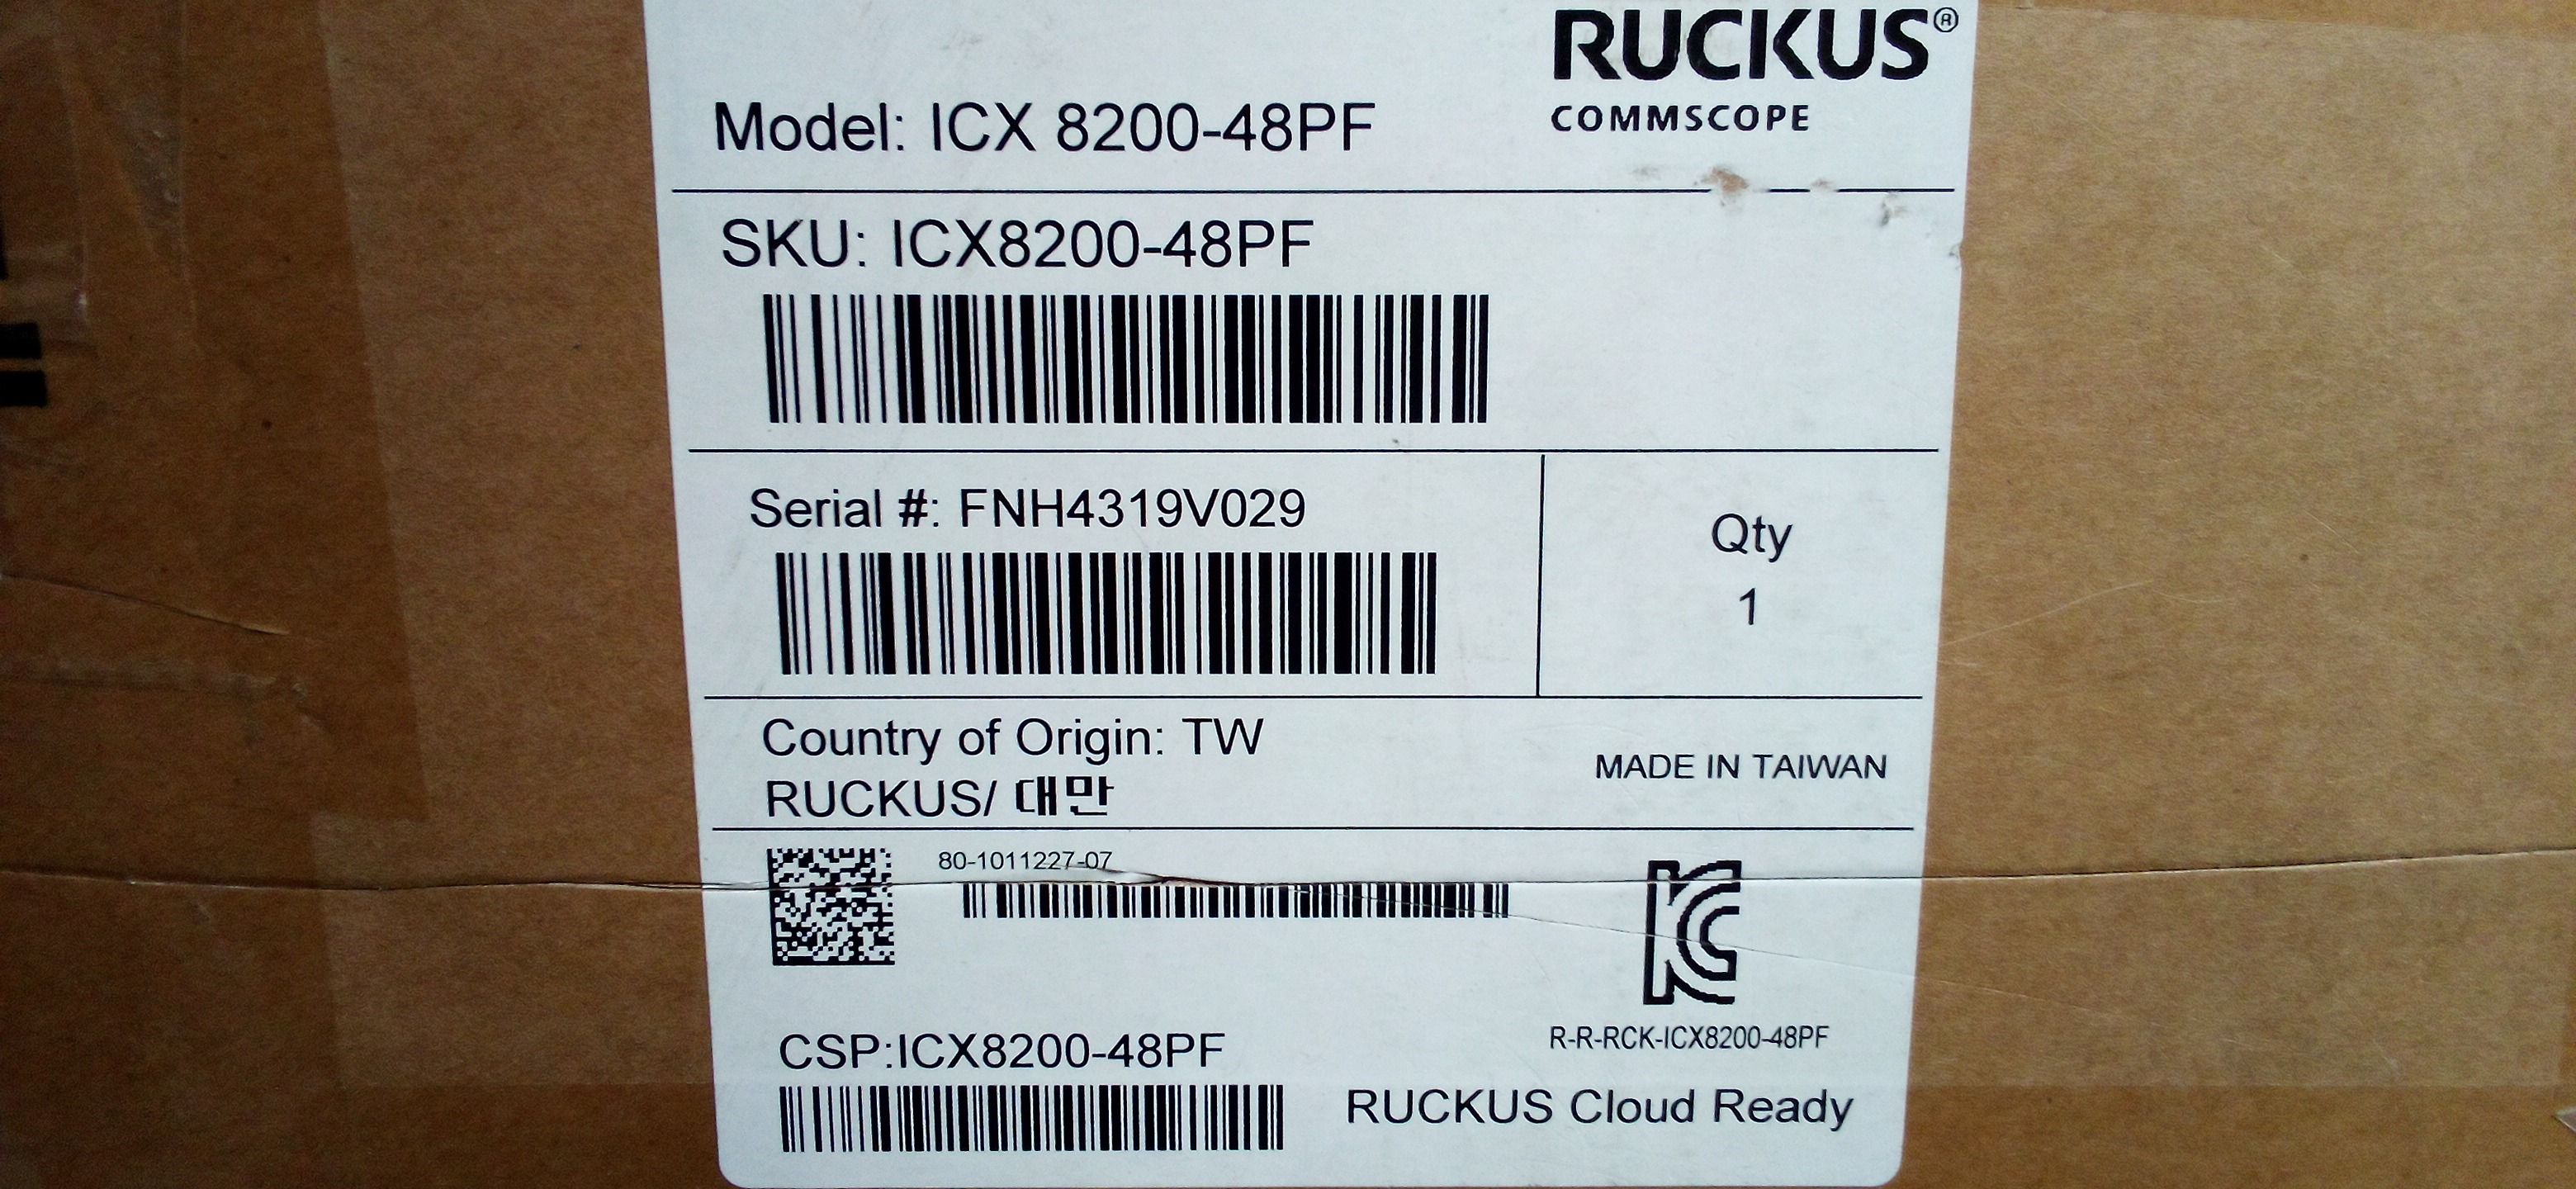 RUCKUS®
COMMSCOPE
Model: ICX 8200-48PF
SKU: ICX8200-48PF
Serial #: FNH4319V029
Qty
1
Country of Origin: TW
RUCKUS/ 대만
MADE IN TAIWAN
80-1011227-07
R-R-RCK-ICX8200-48PF
CSP:ICX8200-48PF
RUCKUS Cloud Ready